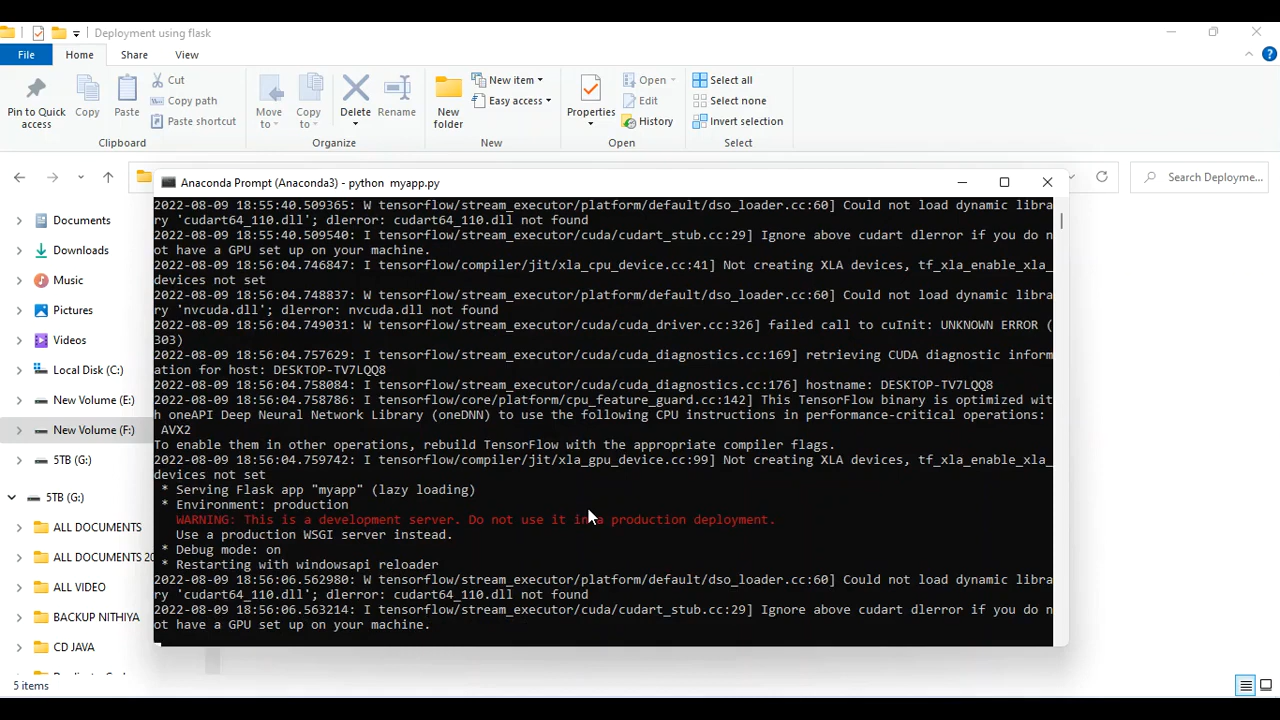 Deployment using flask
File
Home
Share
View
Pin to Quick access
Copy
Paste
Cut
Copy path
Paste shortcut
Clipboard
Move to
Copy to
Delete
Rename
Organize
New folder
New item
Easy access
New
Properties
Open
Edit
History
Open
Select all
Select none
Invert selection
Select
Search Deployme...
Anaconda Prompt (Anaconda3) - python  myapp.py
2022-08-09 18:55:40.509365: W tensorflow/stream_executor/platform/default/dso_loader.cc:60] Could not load dynamic libra
ry 'cudart64_110.dll'; dlerror: cudart64_110.dll not found
2022-08-09 18:55:40.509540: I tensorflow/stream_executor/cuda/cudart_stub.cc:29] Ignore above cudart dlerror if you do n
ot have a GPU set up on your machine.
2022-08-09 18:56:04.746847: I tensorflow/compiler/jit/xla_cpu_device.cc:41] Not creating XLA devices, tf_xla_enable_xla_
devices not set
2022-08-09 18:56:04.748837: W tensorflow/stream_executor/platform/default/dso_loader.cc:60] Could not load dynamic libra
ry 'nvcuda.dll'; dlerror: nvcuda.dll not found
2022-08-09 18:56:04.749031: W tensorflow/stream_executor/cuda/cuda_driver.cc:326] failed call to cuInit: UNKNOWN ERROR (
303)
2022-08-09 18:56:04.757629: I tensorflow/stream_executor/cuda/cuda_diagnostics.cc:169] retrieving CUDA diagnostic inform
ation for host: DESKTOP-TV7LQQ8
2022-08-09 18:56:04.758084: I tensorflow/stream_executor/cuda/cuda_diagnostics.cc:176] hostname: DESKTOP-TV7LQQ8
2022-08-09 18:56:04.758786: I tensorflow/core/platform/cpu_feature_guard.cc:142] This TensorFlow binary is optimized wit
h oneAPI Deep Neural Network Library (oneDNN) to use the following CPU instructions in performance-critical operations:
AVX2
To enable them in other operations, rebuild TensorFlow with the appropriate compiler flags.
2022-08-09 18:56:04.759742: I tensorflow/compiler/jit/xla_gpu_device.cc:99] Not creating XLA devices, tf_xla_enable_xla_
devices not set
* Serving Flask app "myapp" (lazy loading)
* Environment: production
WARNING: This is a development server. Do not use it in a production deployment.
Use a production WSGI server instead.
* Debug mode: on
* Restarting with windowsapi reloader
2022-08-09 18:56:06.562980: W tensorflow/stream_executor/platform/default/dso_loader.cc:60] Could not load dynamic libra
ry 'cudart64_110.dll'; dlerror: cudart64_110.dll not found
2022-08-09 18:56:06.563214: I tensorflow/stream_executor/cuda/cudart_stub.cc:29] Ignore above cudart dlerror if you do n
ot have a GPU set up on your machine.
Documents
Downloads
Music
Pictures
Videos
Local Disk (C:)
New Volume (E:)
New Volume (F:)
5TB (G:)
5TB (G:)
ALL DOCUMENTS
ALL DOCUMENTS 20
ALL VIDEO
BACKUP NITHIYA
CD JAVA
5 items